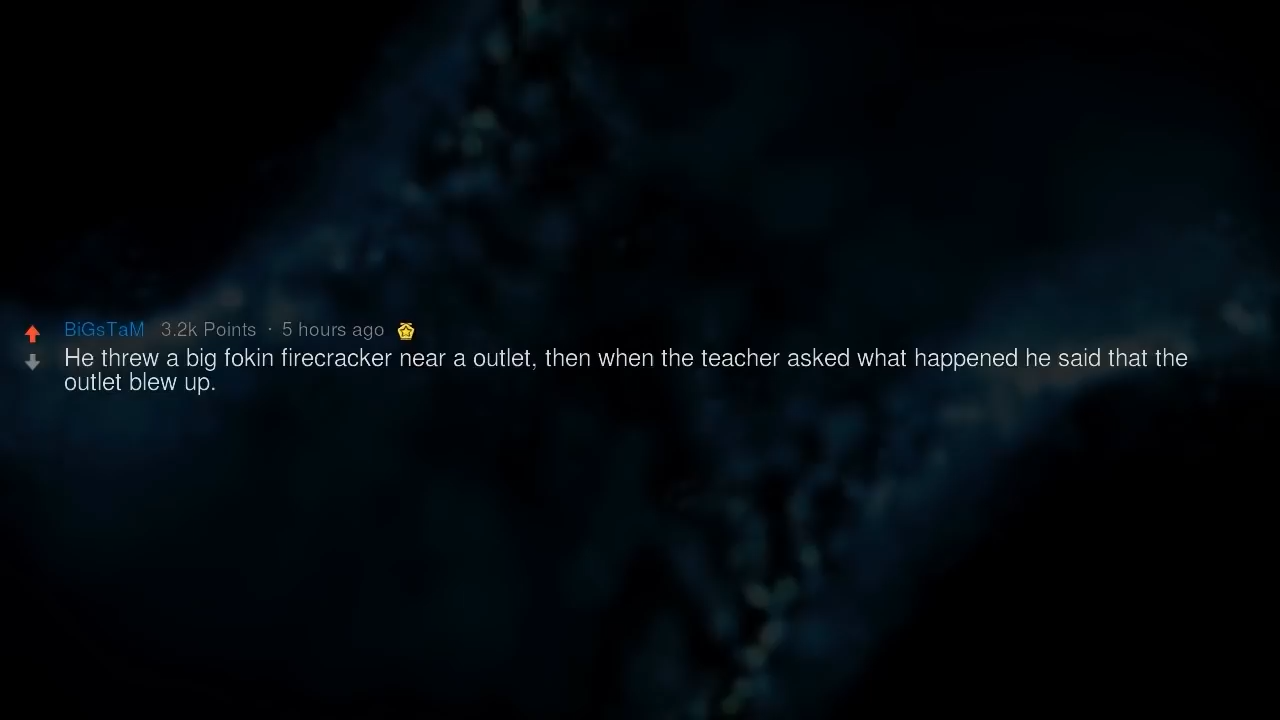 BiGsTaM 3.2k Points · 5 hours ago
He threw a big fokin firecracker near a outlet, then when the teacher asked what happened he said that the
outlet blew up.